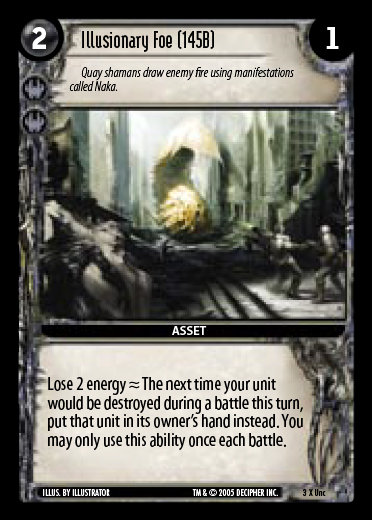 2
Illusionary Foe (145B)
1
Quay shamans draw enemy fire using manifestations
called Naka.
ASSET
Lose 2 energy ≈ The next time your unit
would be destroyed during a battle this turn,
put that unit in its owner's hand instead. You
may only use this ability once each battle.
ILLUS. BY ILLUSTRATOR TM & © 2005 DECIPHER INC. 3 X Unc